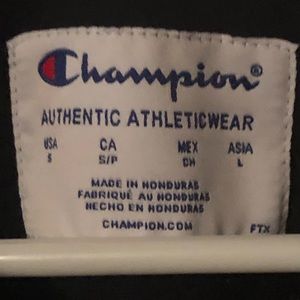 Champion®
AUTHENTIC ATHLETICWEAR
USA CA MEX ASIA
S S/P CH L
MADE IN HONDURAS
FABRIQUÉ AU HONDURAS
HECHO EN HONDURAS
CHAMPION.COM FTX